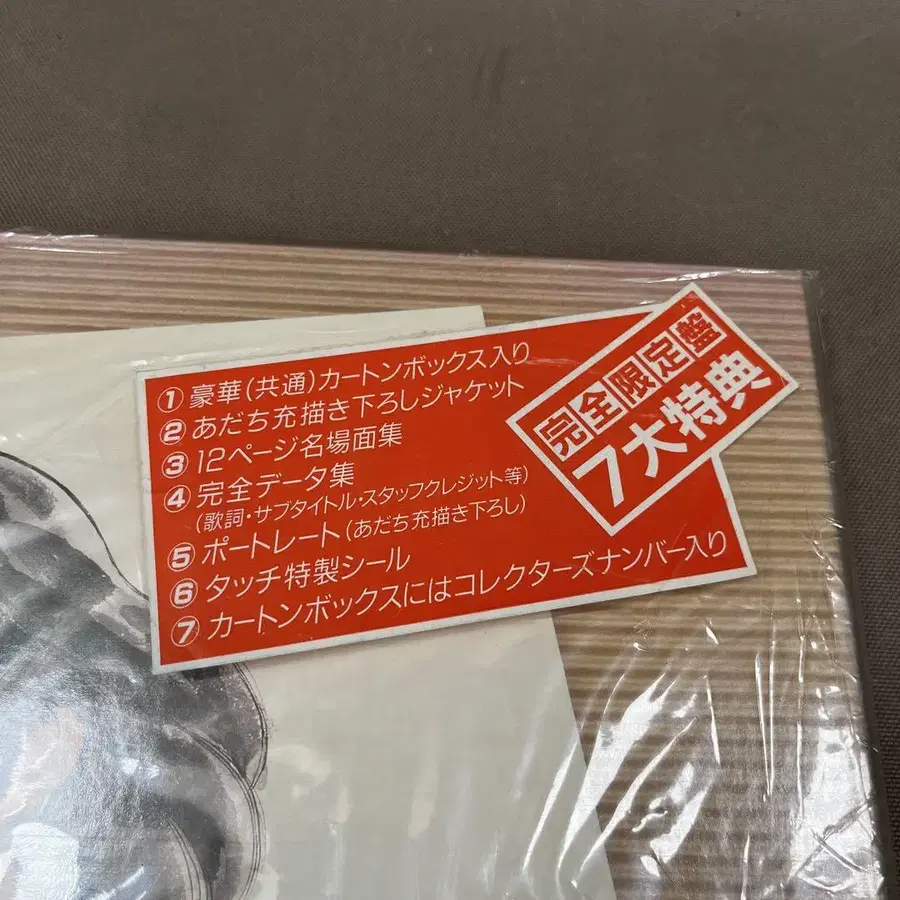 完全限定盤
7大特典
①豪華(共通)カートンボックス入り
②あだち充描き下ろしジャケット
③12ページ名場面集
④完全データ集
(歌詞・サブタイトル・スタッフクレジット等)
⑤ポートレート(あだち充描き下ろし)
⑥タッチ特製シール
⑦カートンボックスにはコレクターズナンバー入り